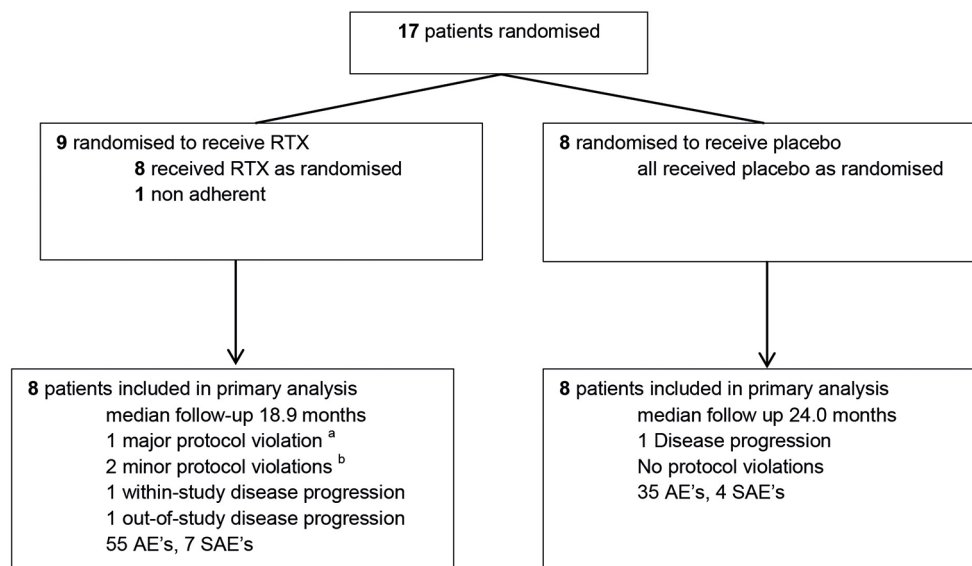 17 patients randomised
9 randomised to receive RTX
8 received RTX as randomised
1 non adherent
8 randomised to receive placebo
all received placebo as randomised
8 patients included in primary analysis
median follow-up 18.9 months
1 major protocol violation a
2 minor protocol violations b
1 within-study disease progression
1 out-of-study disease progression
55 AE's, 7 SAE's
8 patients included in primary analysis
median follow up 24.0 months
1 Disease progression
No protocol violations
35 AE's, 4 SAE's